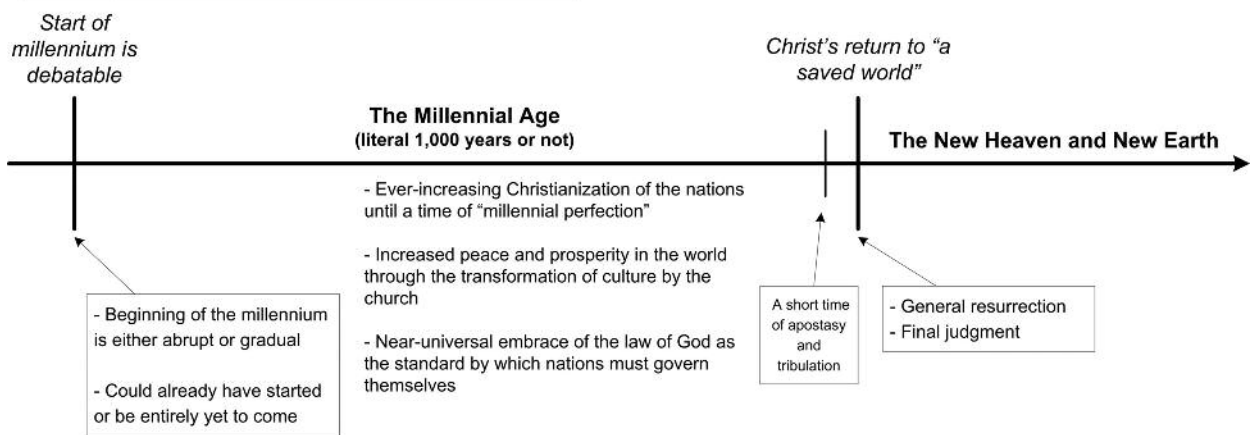 Start of
millennium is
debatable
Christ's return to “a
saved world”
The Millennial Age
(literal 1,000 years or not)
The New Heaven and New Earth
- Ever-increasing Christianization of the nations
until a time of “millennial perfection”
- Increased peace and prosperity in the world
through the transformation of culture by the
church
- Near-universal embrace of the law of God as
the standard by which nations must govern
themselves
- Beginning of the millennium
is either abrupt or gradual
- Could already have started
or be entirely yet to come
A short time
of apostasy
and
tribulation
- General resurrection
- Final judgment